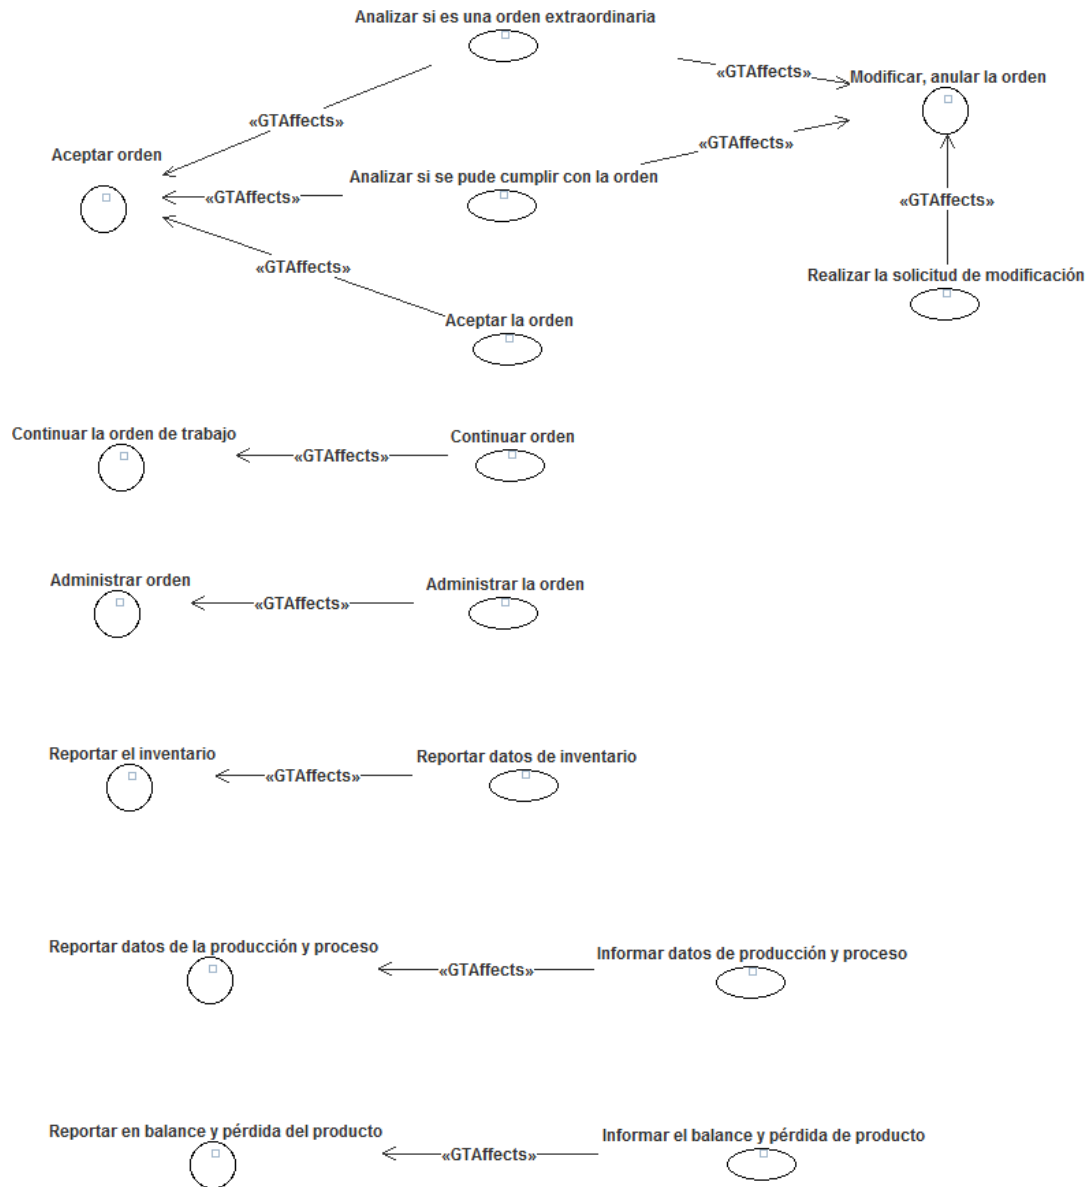 Analizar si es una orden extraordinaria
«GTAffects»
Modificar, anular la orden
«GTAffects»
«GTAffects»
Aceptar orden
Analizar si se pude cumplir con la orden
«GTAffects»
«GTAffects»
«GTAffects»
Realizar la solicitud de modificación
Aceptar la orden
Continuar la orden de trabajo
«GTAffects»
Continuar orden
Administrar orden
«GTAffects»
Administrar la orden
Reportar el inventario
«GTAffects»
Reportar datos de inventario
Reportar datos de la producción y proceso
«GTAffects»
Informar datos de producción y proceso
Reportar en balance y pérdida del producto
«GTAffects»
Informar el balance y pérdida de producto